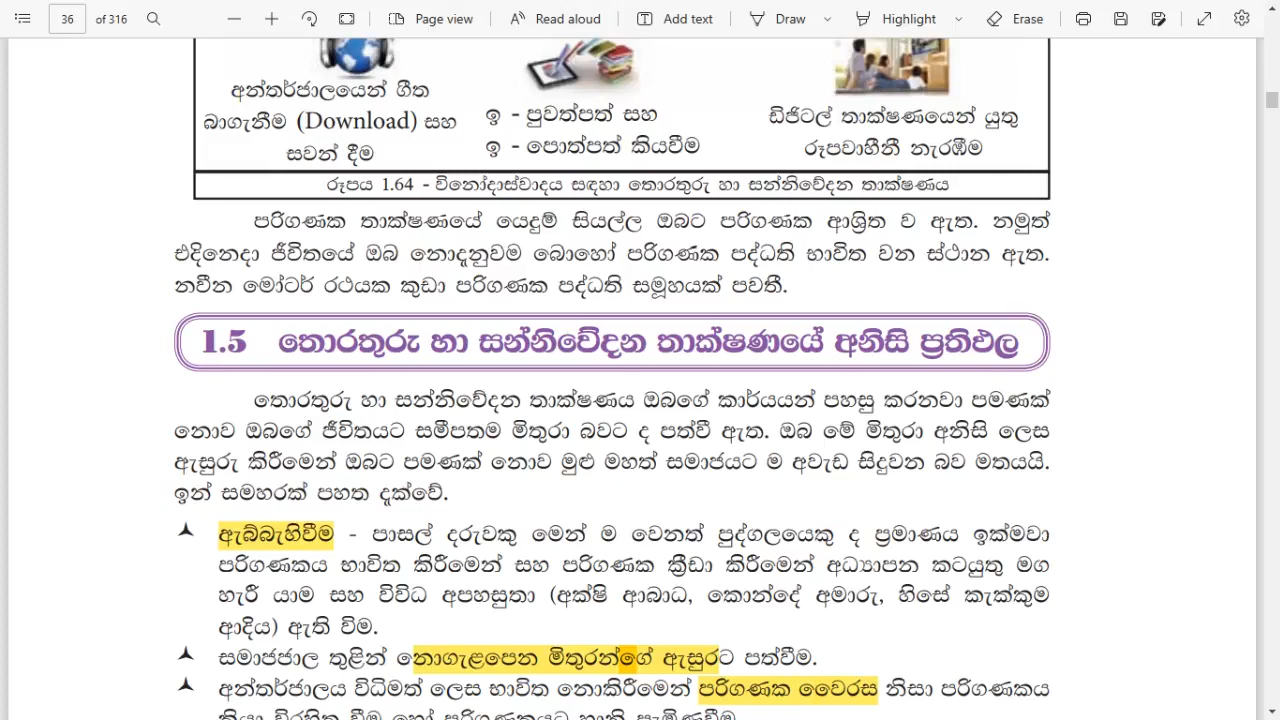 36 of 316 Page view Read aloud Add text Draw Highlight Erase
අන්තර්ජාලයෙන් ගීත
බාගැනීම (Download) සහ
සවන් දීම
ඉ - පුවත්පත් සහ
ඉ - පොත්පත් කියවීම
ඩිජිටල් තාක්ෂණයෙන් යුතු
රූපවාහීනී නැරඹීම
රූපය 1.64 - විනෝදාස්වාදය සඳහා තොරතුරු හා සන්නිවේදන තාක්ෂණය
පරිගණක තාක්ෂණයේ යෙදුම් සියල්ල ඔබට පරිගණක ආශ්‍රිත ව ඇත. නමුත්
එදිනෙදා ජීවිතයේ ඔබ නොදැනුවම බොහෝ පරිගණක පද්ධති භාවිත වන ස්ථාන ඇත.
නවීන මෝටර් රථයක කුඩා පරිගණක පද්ධති සමූහයක් පවතී.
1.5 තොරතුරු හා සන්නිවේදන තාක්ෂණයේ අනිසි ප්‍රතිඵල
තොරතුරු හා සන්නිවේදන තාක්ෂණය ඔබගේ කාර්යයන් පහසු කරනවා පමණක්
නොව ඔබගේ ජීවිතයට සමීපතම මිතුරා බවට ද පත්වී ඇත. ඔබ මේ මිතුරා අනිසි ලෙස
ඇසුරු කිරීමෙන් ඔබට පමණක් නොව මුළු මහත් සමාජයට ම අවැඩ සිදුවන බව මතයයි.
ඉන් සමහරක් පහත දැක්වේ.
ඇබ්බැහිවීම - පාසල් දරුවකු මෙන් ම වෙනත් පුද්ගලයෙකු ද ප්‍රමාණය ඉක්මවා
පරිගණකය භාවිත කිරීමෙන් සහ පරිගණක ක්‍රීඩා කිරීමෙන් අධ්‍යාපන කටයුතු මග
හැරී යාම සහ විවිධ අපහසුතා (අක්ෂි ආබාධ, කොන්දේ අමාරු, හිසේ කැක්කුම
ආදිය) ඇති විම.
සමාජජාල තුළින් නොගැළපෙන මිතුරන්ගේ ඇසුරට පත්වීම.
අන්තර්ජාලය විධිමත් ලෙස භාවිත නොකිරීමෙන් පරිගණක වෛරස නිසා පරිගණකය